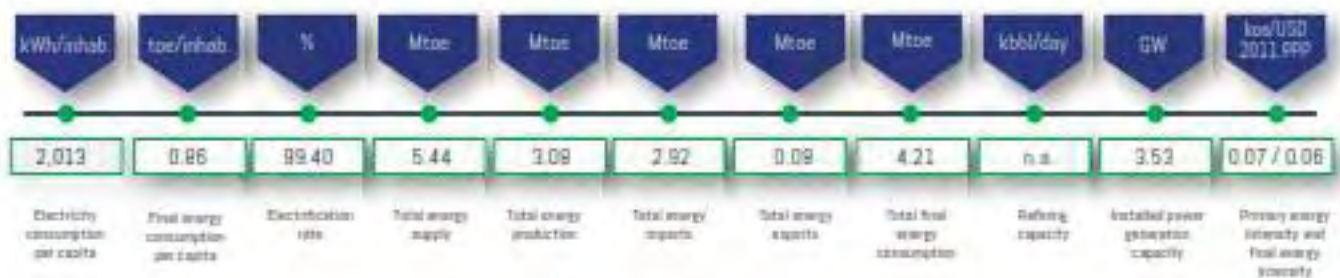 kWh/inhab.
toe/inhab.
%
Mtoe
Mtoe
Mtoe
Mtoe
Mtoe
kbbl/day
GW
koe/USD
2011 PPP
2,013
0.86
99.40
5.44
3.09
2.92
0.09
4.21
n.a.
3.53
0.07 / 0.06
Electricity
consumption
per capita
Final energy
consumption
per capita
Electrification
rate
Total energy
supply
Total energy
production
Total energy
imports
Total energy
exports
Total final
energy
consumption
Refining
capacity
Installed power
generation
capacity
Primary energy
intensity and
final energy
intensity